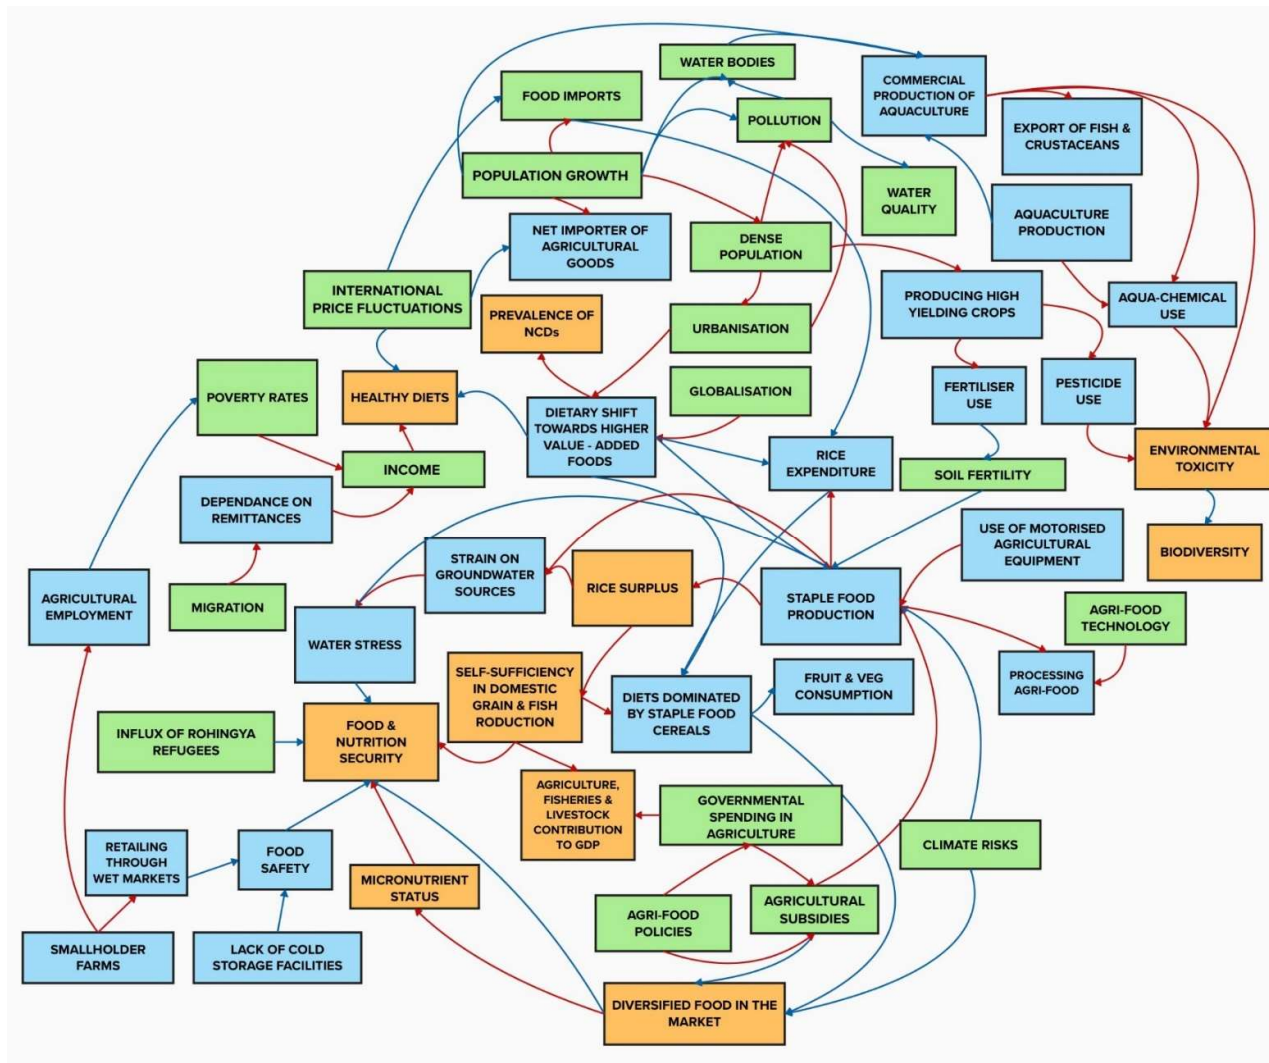 WATER BODIES
COMMERCIAL
PRODUCTION OF
AQUACULTURE
FOOD IMPORTS
POLLUTION
EXPORT OF FISH &
CRUSTACEANS
POPULATION GROWTH
WATER
QUALITY
AQUACULTURE
PRODUCTION
NET IMPORTER OF
AGRICULTURAL
GOODS
DENSE
POPULATION
INTERNATIONAL
PRICE FLUCTUATIONS
PRODUCING HIGH
YIELDING CROPS
AQUA-CHEMICAL
USE
PREVALENCE OF
NCDs
URBANISATION
POVERTY RATES
HEALTHY DIETS
DIETARY SHIFT
TOWARDS HIGHER
VALUE - ADDED
FOODS
GLOBALISATION
FERTILISER
USE
PESTICIDE
USE
INCOME
RICE
EXPENDITURE
SOIL FERTILITY
ENVIRONMENTAL
TOXICITY
DEPENDANCE ON
REMITTANCES
USE OF MOTORISED
AGRICULTURAL
EQUIPMENT
BIODIVERSITY
AGRICULTURAL
EMPLOYMENT
MIGRATION
STRAIN ON
GROUNDWATER
SOURCES
RICE SURPLUS
STAPLE FOOD
PRODUCTION
AGRI-FOOD
TECHNOLOGY
WATER STRESS
SELF-SUFFICIENCY
IN DOMESTIC
GRAIN & FISH
RODUCTION
DIETS DOMINATED
BY STAPLE FOOD
CEREALS
FRUIT & VEG
CONSUMPTION
PROCESSING
AGRI-FOOD
INFLUX OF ROHINGYA
REFUGEES
FOOD &
NUTRITION
SECURITY
AGRICULTURE,
FISHERIES &
LIVESTOCK
CONTRIBUTION
TO GDP
GOVERNMENTAL
SPENDING IN
AGRICULTURE
CLIMATE RISKS
RETAILING
THROUGH
WET MARKETS
FOOD
SAFETY
MICRONUTRIENT
STATUS
AGRI-FOOD
POLICIES
AGRICULTURAL
SUBSIDIES
SMALLHOLDER
FARMS
LACK OF COLD
STORAGE FACILITIES
DIVERSIFIED FOOD IN THE
MARKET